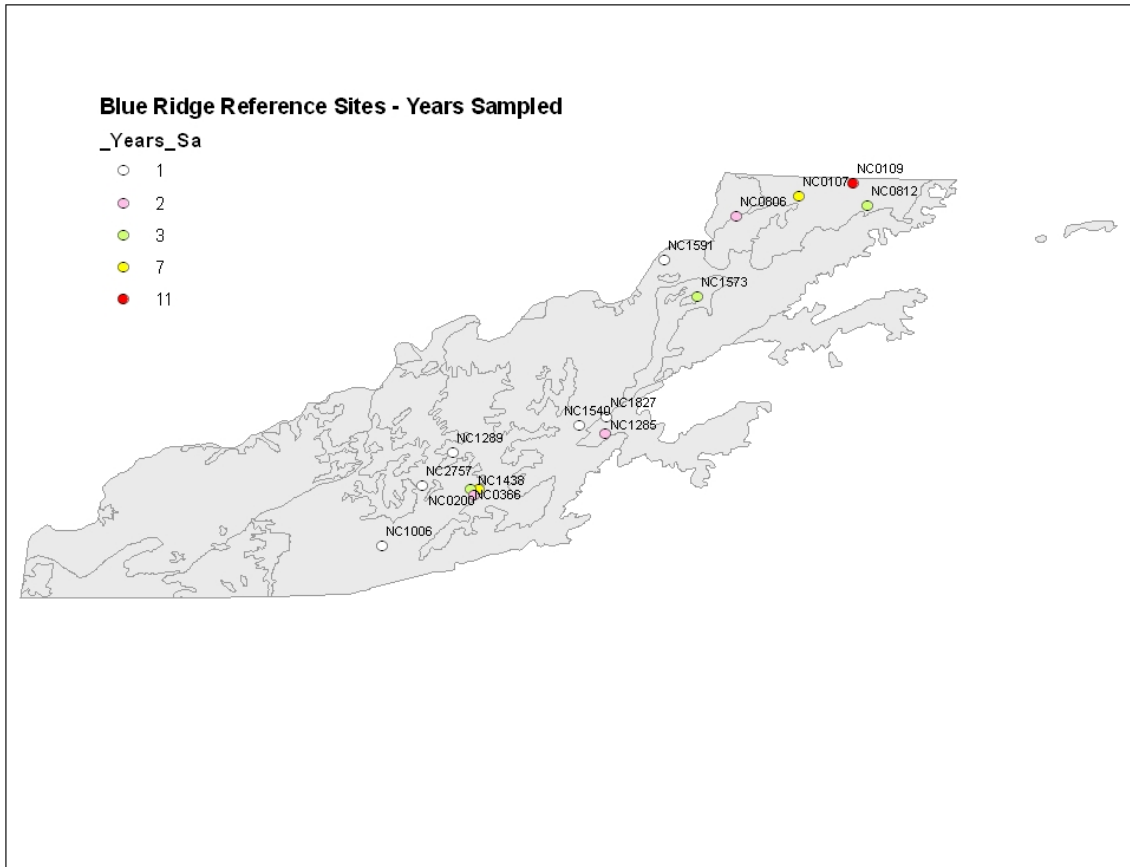 Blue Ridge Reference Sites - Years Sampled
_Years_Sa
1
2
3
7
11
NC0109
NC0107
NC0812
NC0806
NC1591
NC1573
NC1827
NC1540
NC1285
NC1289
NC2757
NC1438
NC0366
NC0200
NC1006